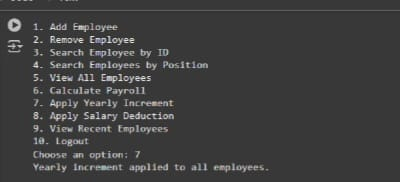 1. Add Employee
2. Remove Employee
3. Search Employee by ID
4. Search Employees by Position
5. View All Employees
6. Calculate Payroll
7. Apply Yearly Increment
8. Apply Salary Deduction
9. View Recent Employees
10. Logout
Choose an option: 7
Yearly increment applied to all employees.